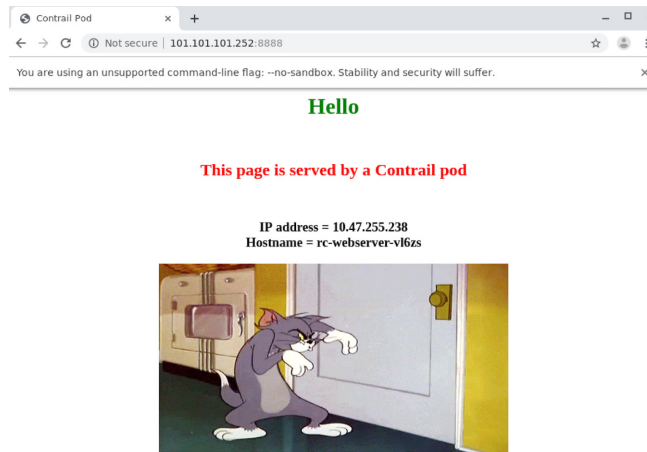 Contrail Pod
Not secure | 101.101.101.252:8888
You are using an unsupported command-line flag: --no-sandbox. Stability and security will suffer.
Hello
This page is served by a Contrail pod
IP address = 10.47.255.238
Hostname = rc-webserver-vl6zs